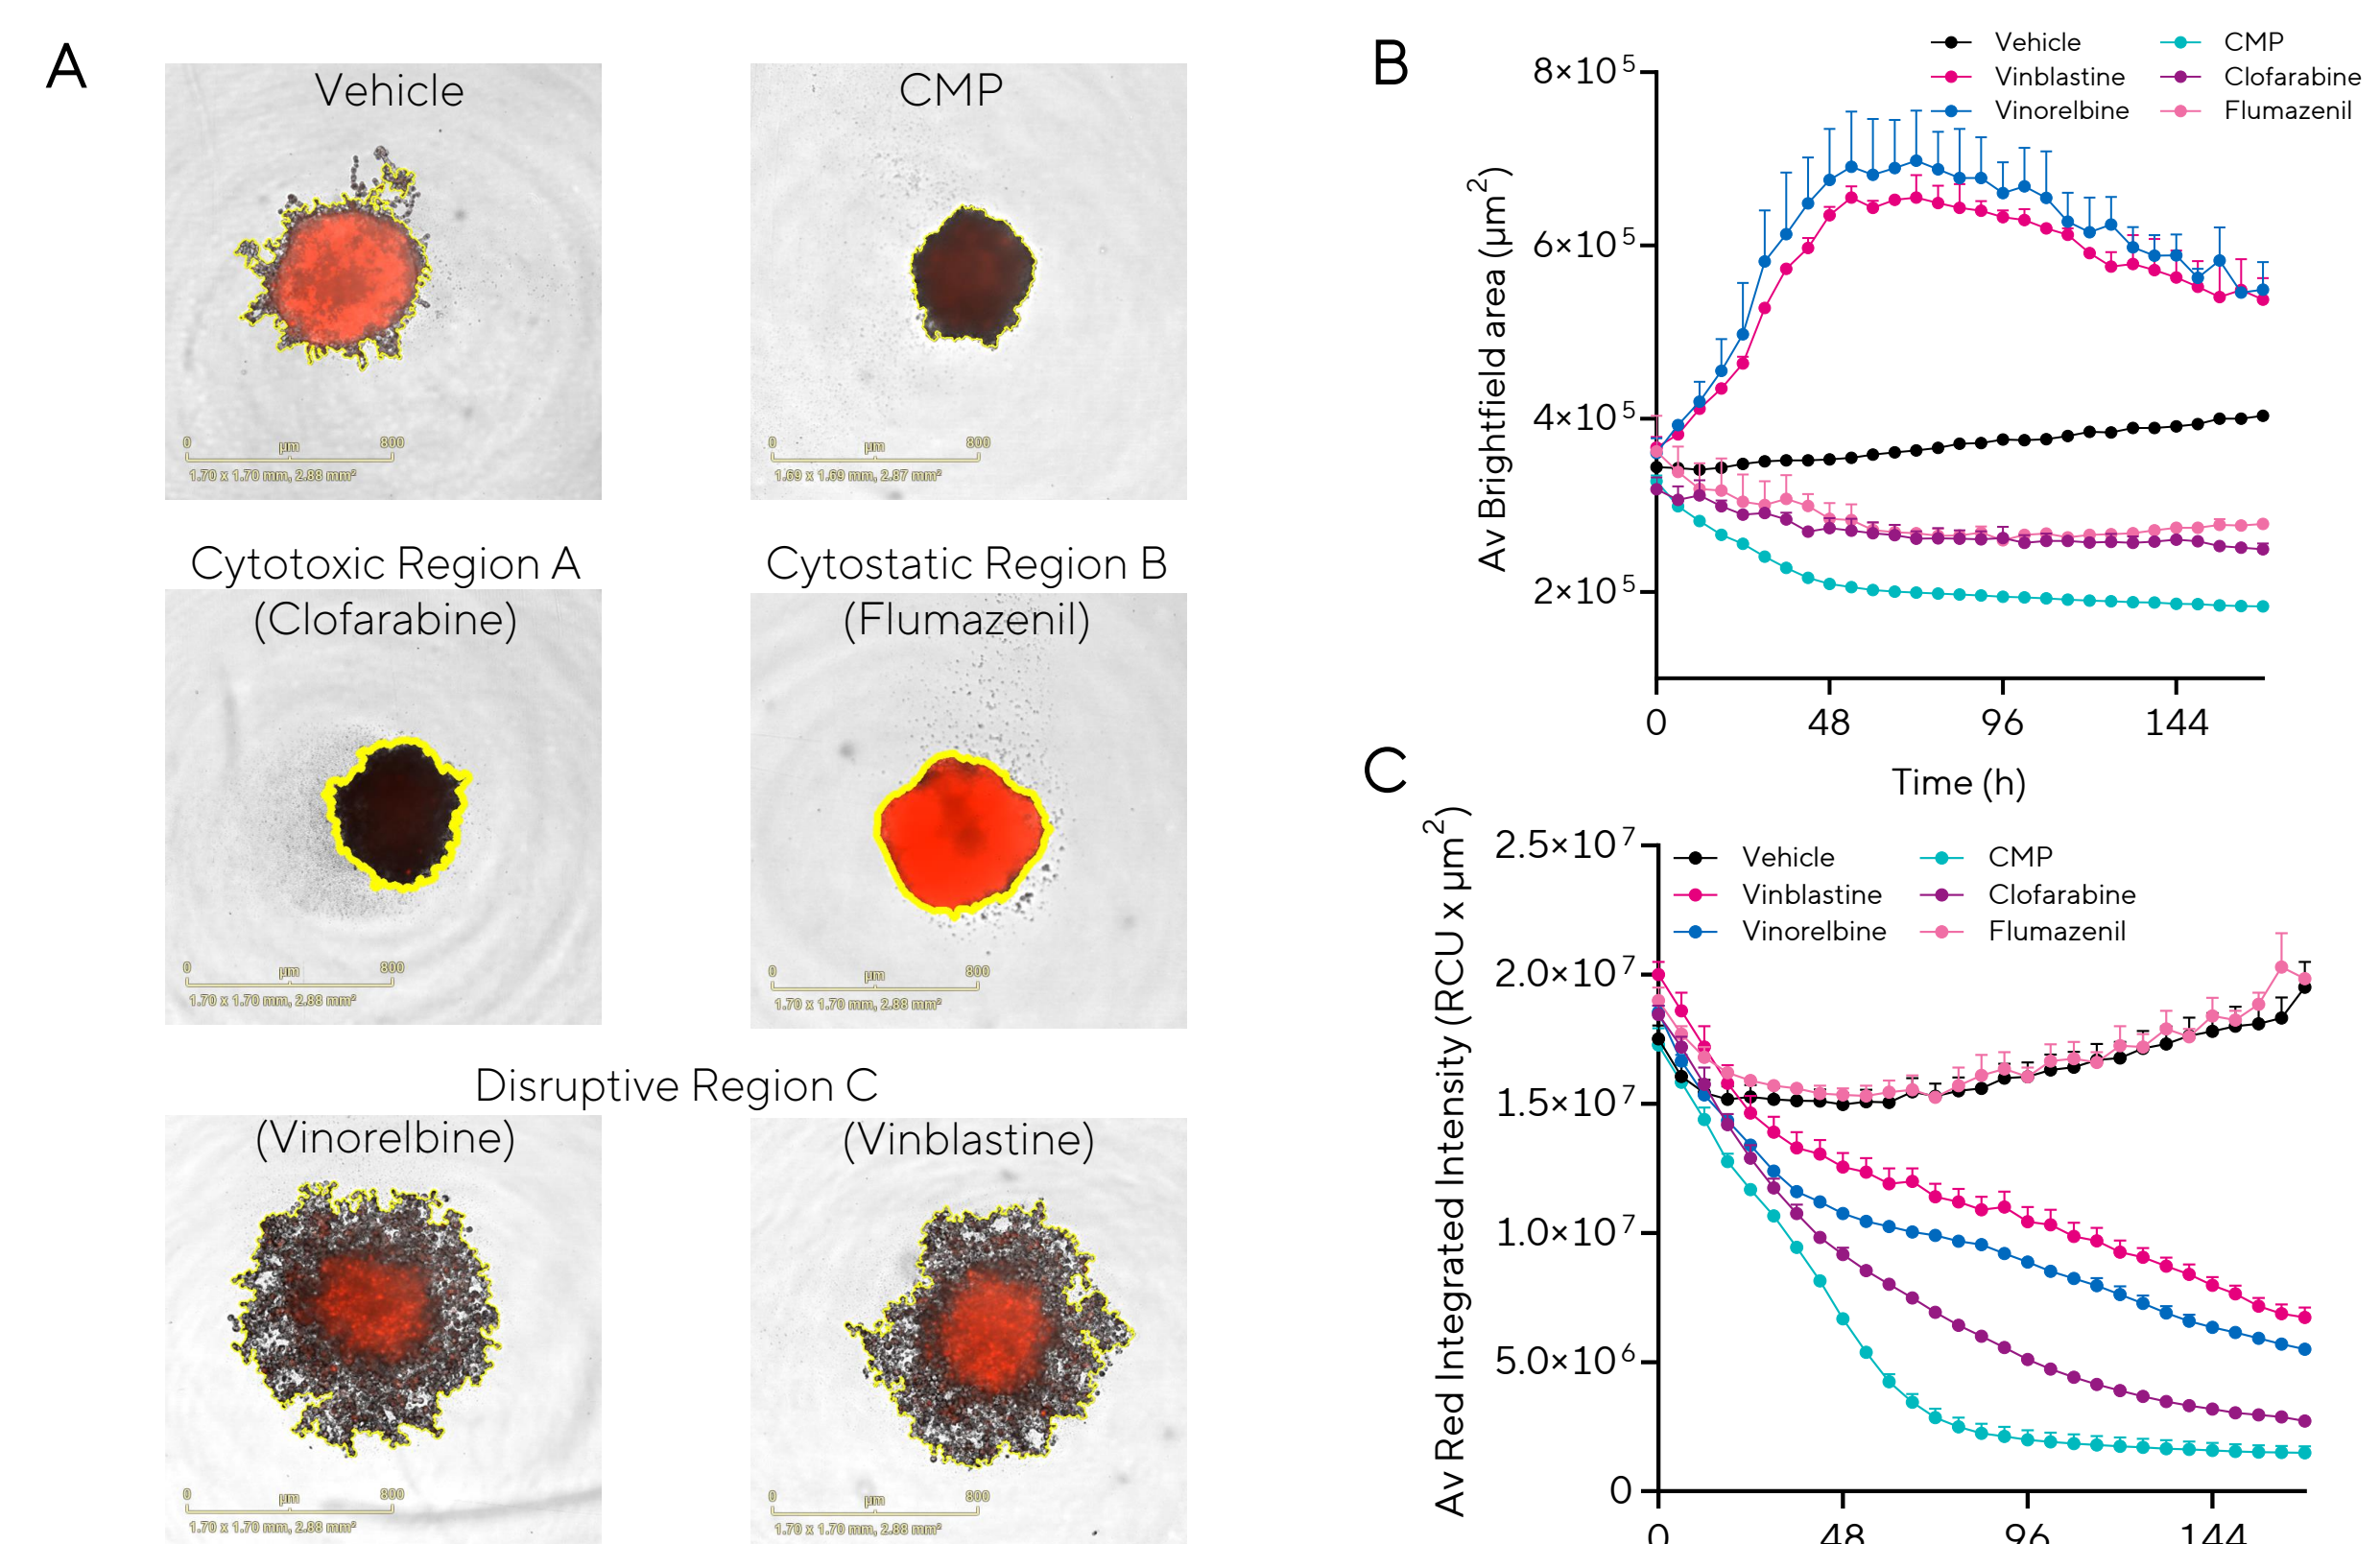 A
Vehicle
0 µm 800
1.70 x 1.70 mm, 2.88 mm²
CMP
0 µm 800
1.69 x 1.69 mm, 2.87 mm²
Cytotoxic Region A
(Clofarabine)
0 µm 800
1.70 x 1.70 mm, 2.88 mm²
Cytostatic Region B
(Flumazenil)
0 µm 800
1.70 x 1.70 mm, 2.88 mm²
Disruptive Region C
(Vinorelbine)
0 µm 800
1.70 x 1.70 mm, 2.88 mm²
(Vinblastine)
0 µm 800
1.70 x 1.70 mm, 2.88 mm²
B
Vehicle
Vinblastine
Vinorelbine
CMP
Clofarabine
Flumazenil
Av Brightfield area (µm²)
8×10⁵
6×10⁵
4×10⁵
2×10⁵
0 48 96 144
Time (h)
C
Vehicle
Vinblastine
Vinorelbine
CMP
Clofarabine
Flumazenil
Av Red Integrated Intensity (RCU x µm²)
2.5×10⁷
2.0×10⁷
1.5×10⁷
1.0×10⁷
5.0×10⁶
0
0 48 96 144